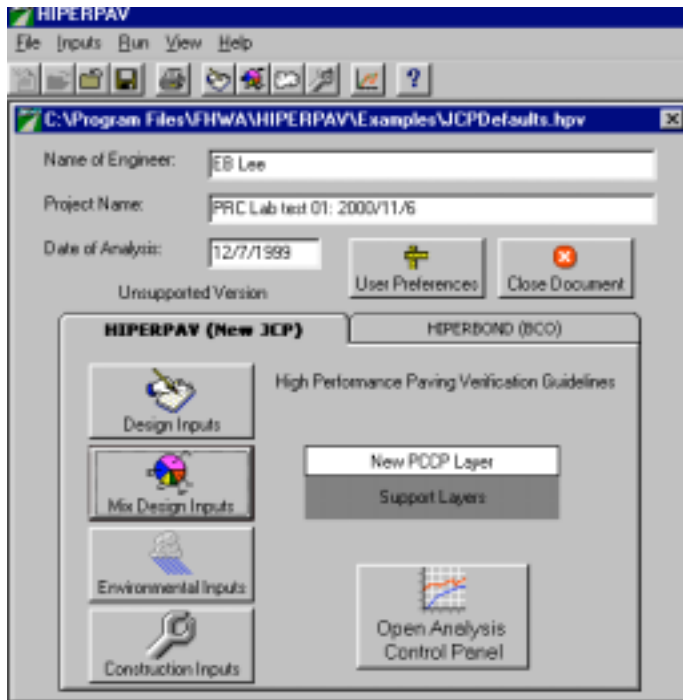 HIPERPAV
File Inputs Run View Help
?
C:\Program Files\FHWA\HIPERPAV\Examples\JCPDefaults.hpv
Name of Engineer: EB Lee
Project Name: PRC Lab test 01: 2000/11/6
Date of Analysis: 12/7/1999
User Preferences Close Document
Unsupported Version
HIPERPAV (New JCP) HIPERBOND (BCO)
High Performance Paving Verification Guidelines
Design Inputs
New PCCP Layer
Mix Design Inputs
Support Layers
Environmental Inputs
Open Analysis
Control Panel
Construction Inputs